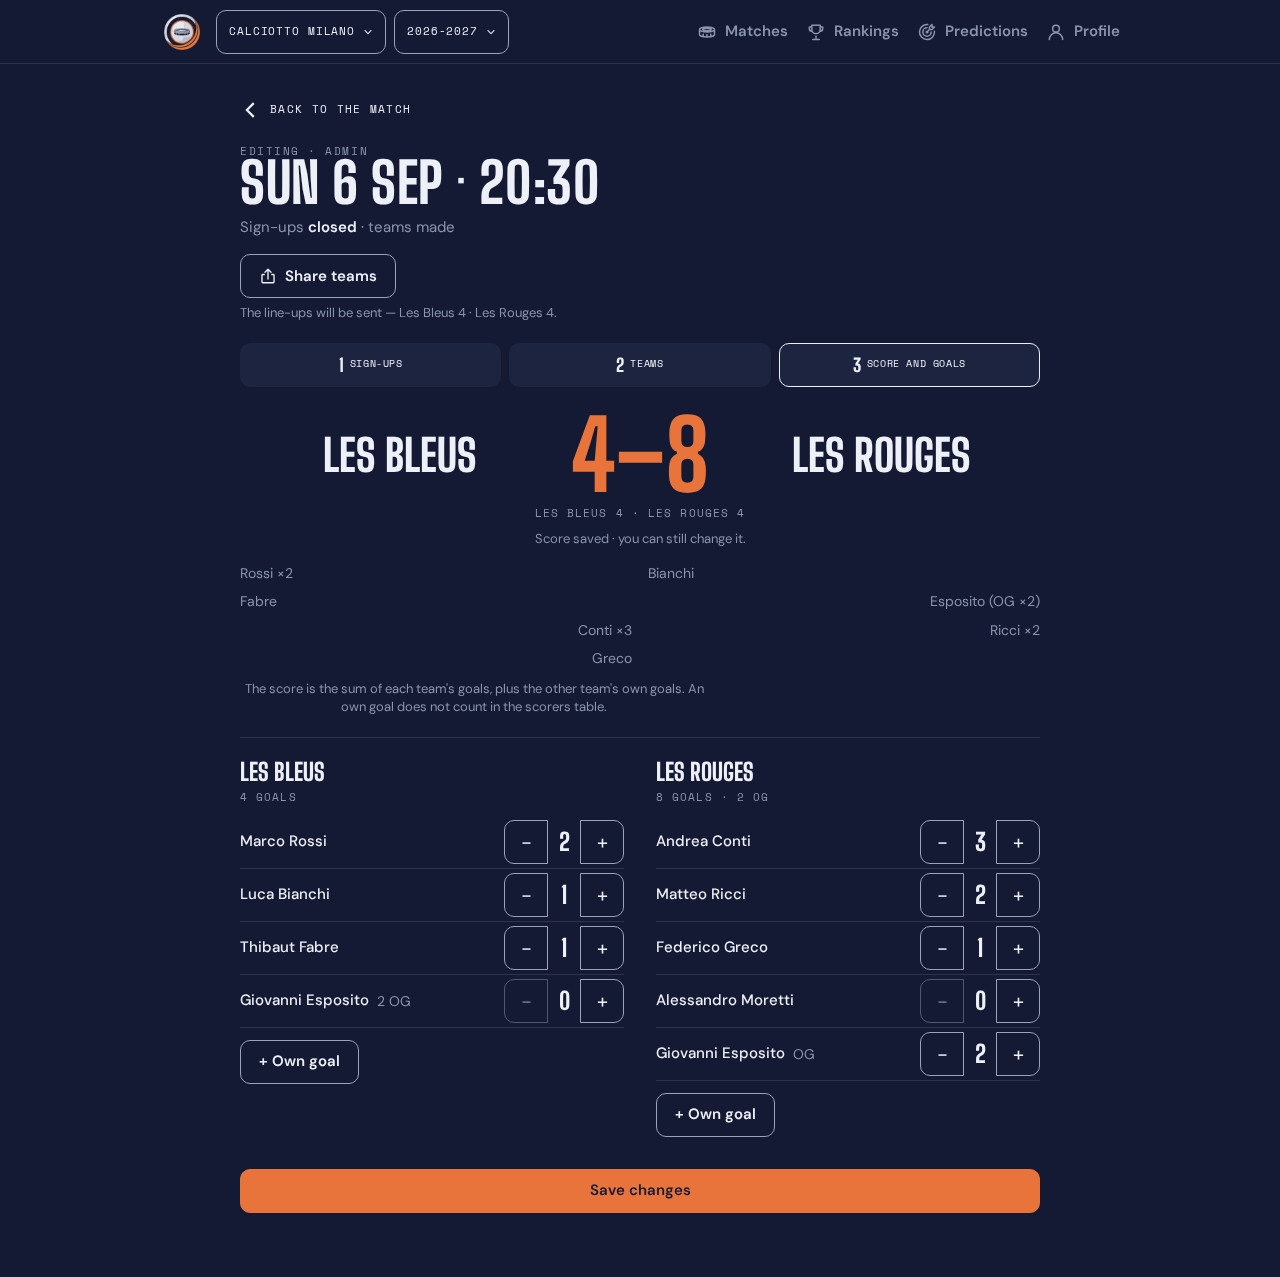 CALCIOTTO MILANO
2026-2027
Matches
Rankings
Predictions
Profile
BACK TO THE MATCH
EDITING · ADMIN
SUN 6 SEP · 20:30
Sign-ups closed · teams made
Share teams
The line-ups will be sent — Les Bleus 4 · Les Rouges 4.
1 SIGN-UPS
2 TEAMS
3 SCORE AND GOALS
LES BLEUS
4–8
LES ROUGES
LES BLEUS 4 · LES ROUGES 4
Score saved · you can still change it.
Rossi ×2
Bianchi
Fabre
Esposito (OG ×2)
Conti ×3
Ricci ×2
Greco
The score is the sum of each team's goals, plus the other team's own goals. An
own goal does not count in the scorers table.
LES BLEUS
4 GOALS
Marco Rossi − 2 +
Luca Bianchi − 1 +
Thibaut Fabre − 1 +
Giovanni Esposito 2 OG − 0 +
+ Own goal
LES ROUGES
8 GOALS · 2 OG
Andrea Conti − 3 +
Matteo Ricci − 2 +
Federico Greco − 1 +
Alessandro Moretti − 0 +
Giovanni Esposito OG − 2 +
+ Own goal
Save changes